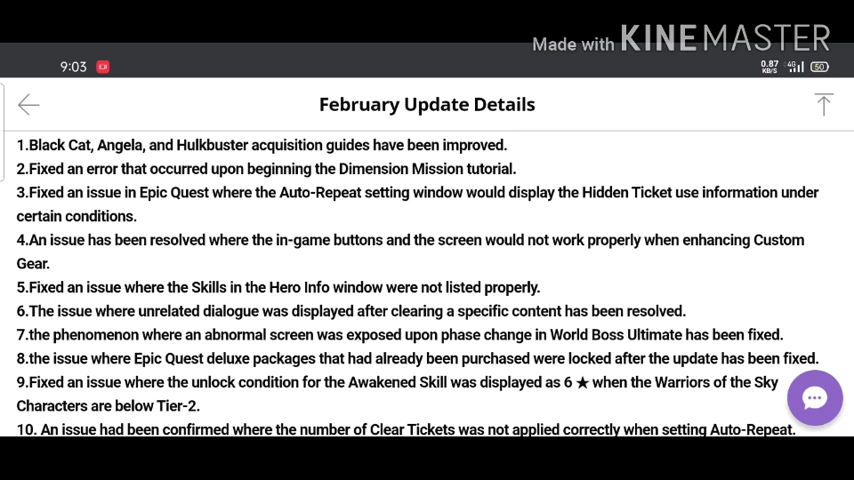 Made with KINEMASTER
9:03
0.87 KB/S 4G 50
February Update Details
1.Black Cat, Angela, and Hulkbuster acquisition guides have been improved.
2.Fixed an error that occurred upon beginning the Dimension Mission tutorial.
3.Fixed an issue in Epic Quest where the Auto-Repeat setting window would display the Hidden Ticket use information under
certain conditions.
4.An issue has been resolved where the in-game buttons and the screen would not work properly when enhancing Custom
Gear.
5.Fixed an issue where the Skills in the Hero Info window were not listed properly.
6.The issue where unrelated dialogue was displayed after clearing a specific content has been resolved.
7.the phenomenon where an abnormal screen was exposed upon phase change in World Boss Ultimate has been fixed.
8.the issue where Epic Quest deluxe packages that had already been purchased were locked after the update has been fixed.
9.Fixed an issue where the unlock condition for the Awakened Skill was displayed as 6 ★ when the Warriors of the Sky
Characters are below Tier-2.
10. An issue had been confirmed where the number of Clear Tickets was not applied correctly when setting Auto-Repeat.